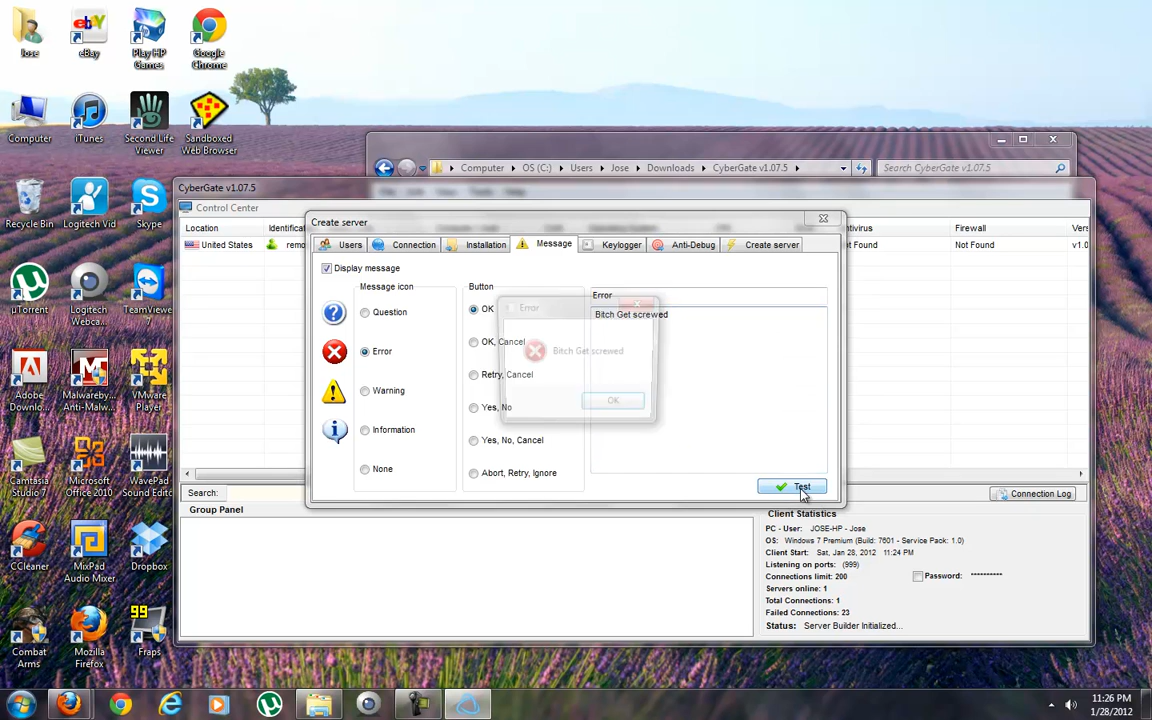 Jose
eBay
Play HP Games
Google Chrome
Computer
iTunes
Second Life Viewer
Sandboxed Web Browser
Recycle Bin
Logitech Vid
Skype
µTorrent
Logitech Webca...
TeamViewer 7
Adobe Downlo...
Malwareby... Anti-Malw...
VMware Player
Camtasia Studio 7
Microsoft Office 2010
WavePad Sound Editor
CCleaner
MixPad Audio Mixer
Dropbox
Combat Arms
Mozilla Firefox
99
Fraps
Computer OS (C:) Users Jose Downloads CyberGate v1.07.5
Search CyberGate v1.07.5
CyberGate v1.07.5
Control Center
Location
United States
Firewall
Not Found
Create server
Users Connection Installation Message Keylogger Anti-Debug Create server
Display message
Message icon
Question
Error
Warning
Information
None
Button
OK
OK, Cancel
Retry, Cancel
Yes, No
Yes, No, Cancel
Abort, Retry, Ignore
Error
Bitch Get screwed
Error
Bitch Get screwed
OK
Test
Search:
Connection Log
Group Panel
Client Statistics
PC - User: JOSE-HP - Jose
OS: Windows 7 Premium (Build: 7601 - Service Pack: 1.0)
Client Start: Sat, Jan 28, 2012 11:24 PM
Listening on ports: (999)
Connections limit: 200
Password: **********
Servers online: 1
Total Connections: 1
Failed Connections: 23
Status: Server Builder Initialized...
11:26 PM
1/28/2012